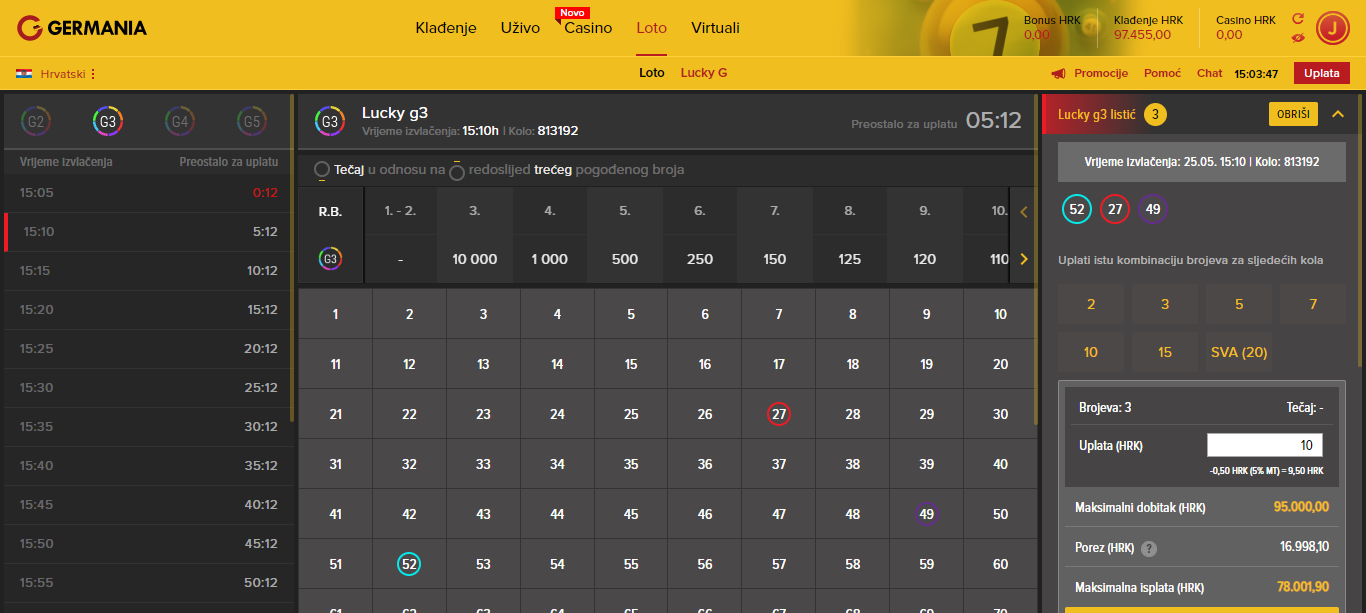 GERMANIA
Klađenje Uživo Novo Casino Loto Virtuali
Bonus HRK Klađenje HRK Casino HRK
0,00 97.455,00 0,00
J
Hrvatski
Loto Lucky G
Promocije Pomoć Chat 15:03:47 Uplata
G2 G3 G4 G5
Vrijeme izvlačenja Preostalo za uplatu
15:05 0:12
15:10 5:12
15:15 10:12
15:20 15:12
15:25 20:12
15:30 25:12
15:35 30:12
15:40 35:12
15:45 40:12
15:50 45:12
15:55 50:12
G3 Lucky g3
Vrijeme izvlačenja: 15:10h | Kolo: 813192
Preostalo za uplatu 05:12
Tečaj u odnosu na redoslijed trećeg pogođenog broja
R.B. 1. - 2. 3. 4. 5. 6. 7. 8. 9. 10.
G3 - 10 000 1 000 500 250 150 125 120 110
1 2 3 4 5 6 7 8 9 10
11 12 13 14 15 16 17 18 19 20
21 22 23 24 25 26 27 28 29 30
31 32 33 34 35 36 37 38 39 40
41 42 43 44 45 46 47 48 49 50
51 52 53 54 55 56 57 58 59 60
Lucky g3 listić 3 OBRIŠI
Vrijeme izvlačenja: 25.05. 15:10 | Kolo: 813192
52 27 49
Uplati istu kombinaciju brojeva za sljedećih kola
2 3 5 7
10 15 SVA (20)
Brojeva: 3 Tečaj: -
Uplata (HRK) 10
-0,50 HRK (5% MT) = 9,50 HRK
Maksimalni dobitak (HRK) 95.000,00
Porez (HRK) ? 16.998,10
Maksimalna isplata (HRK) 78.001,90